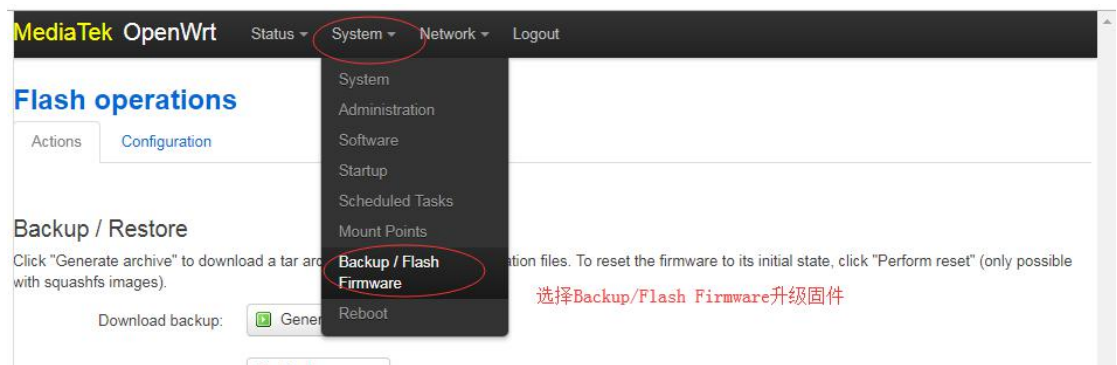 MediaTek OpenWrt Status System Network Logout
System
Flash operations
Administration
Actions Configuration
Software
Startup
Scheduled Tasks
Backup / Restore
Mount Points
Click "Generate archive" to download a tar
Backup / Flash
Firmware
files. To reset the firmware to its initial state, click "Perform reset" (only possible
with squashfs images).
选择Backup/Flash Firmware升级固件
Download backup:
Reboot